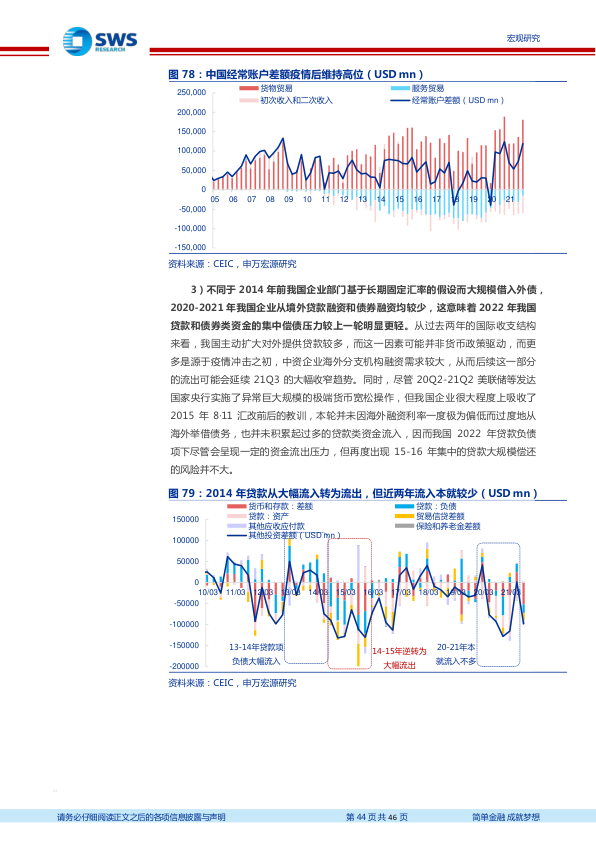 SWS
RESEARCH
宏观研究
图 78：中国经常账户差额疫情后维持高位（USD mn）
货物贸易
服务贸易
初次收入和二次收入
经常账户差额（USD mn）
250,000
200,000
150,000
100,000
50,000
0
-50,000
-100,000
-150,000
05 06 07 08 09 10 11 12 13 14 15 16 17 18 19 20 21
资料来源：CEIC，申万宏源研究
3）不同于 2014 年前我国企业部门基于长期固定汇率的假设而大规模借入外债，
2020-2021 年我国企业从境外贷款融资和债券融资均较少，这意味着 2022 年我国
贷款和债券类资金的集中偿债压力较上一轮明显更轻。从过去两年的国际收支结构
来看，我国主动扩大对外提供贷款较多，而这一因素可能并非货币政策驱动，而更
多是源于疫情冲击之初，中资企业海外分支机构融资需求较大，从而后续这一部分
的流出可能会延续 21Q3 的大幅收窄趋势。同时，尽管 20Q2-21Q2 美联储等发达
国家央行实施了异常巨大规模的极端货币宽松操作，但我国企业很大程度上吸收了
2015 年 8·11 汇改前后的教训，本轮并未因海外融资利率一度极为偏低而过度地从
海外举借债务，也并未积累起过多的贷款类资金流入，因而我国 2022 年贷款负债
项下尽管会呈现一定的资金流出压力，但再度出现 15-16 年集中的贷款大规模偿还
的风险并不大。
图 79：2014 年贷款从大幅流入转为流出，但近两年流入本就较少（USD mn）
货币和存款：差额
贷款：负债
贷款：资产
贸易信贷差额
其他应收应付款
保险和养老金差额
其他投资差额（USD mn）
150000
100000
50000
0
-50000
-100000
-150000
-200000
10/03 11/03 12/03 13/03 14/03 15/03 16/03 17/03 18/03 19/03 20/03 21/03
13-14年贷款项
负债大幅流入
14-15年逆转为
大幅流出
20-21年本
就流入不多
资料来源：CEIC，申万宏源研究
请务必仔细阅读正文之后的各项信息披露与声明
第 44 页 共 46 页
简单金融 成就梦想